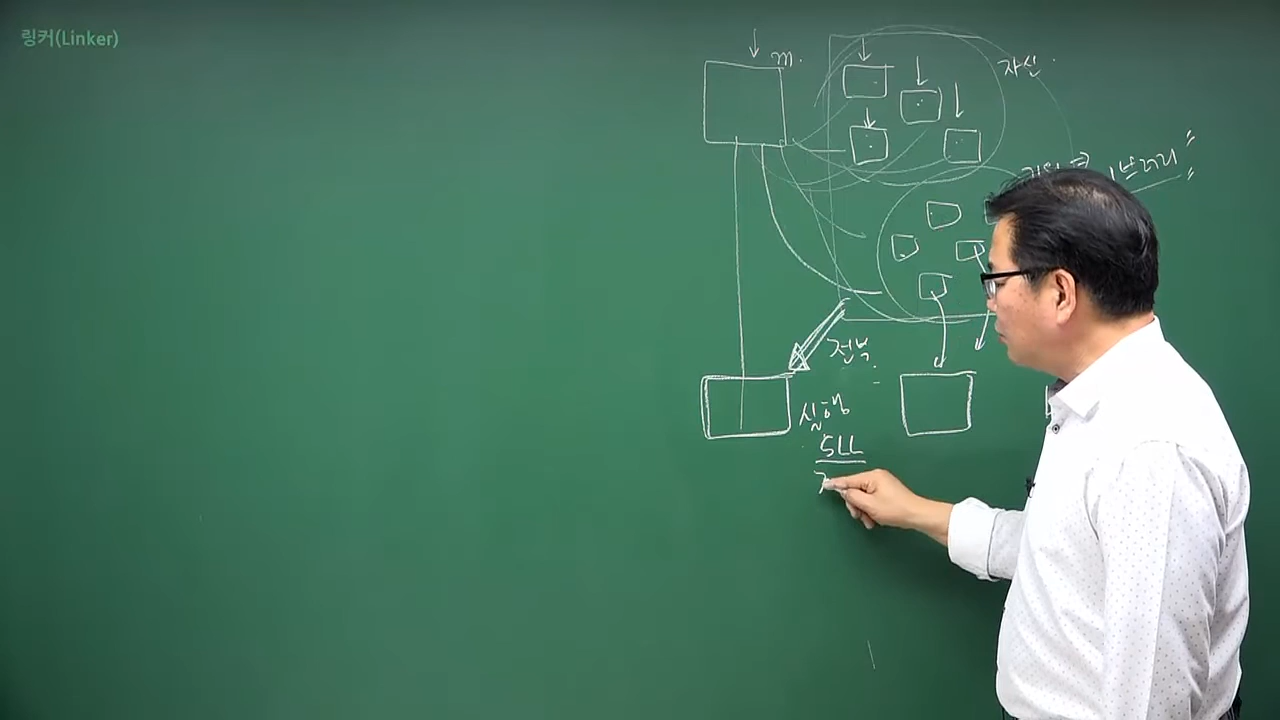 링커(Linker)
m.
자신.
전부
실행
SLL